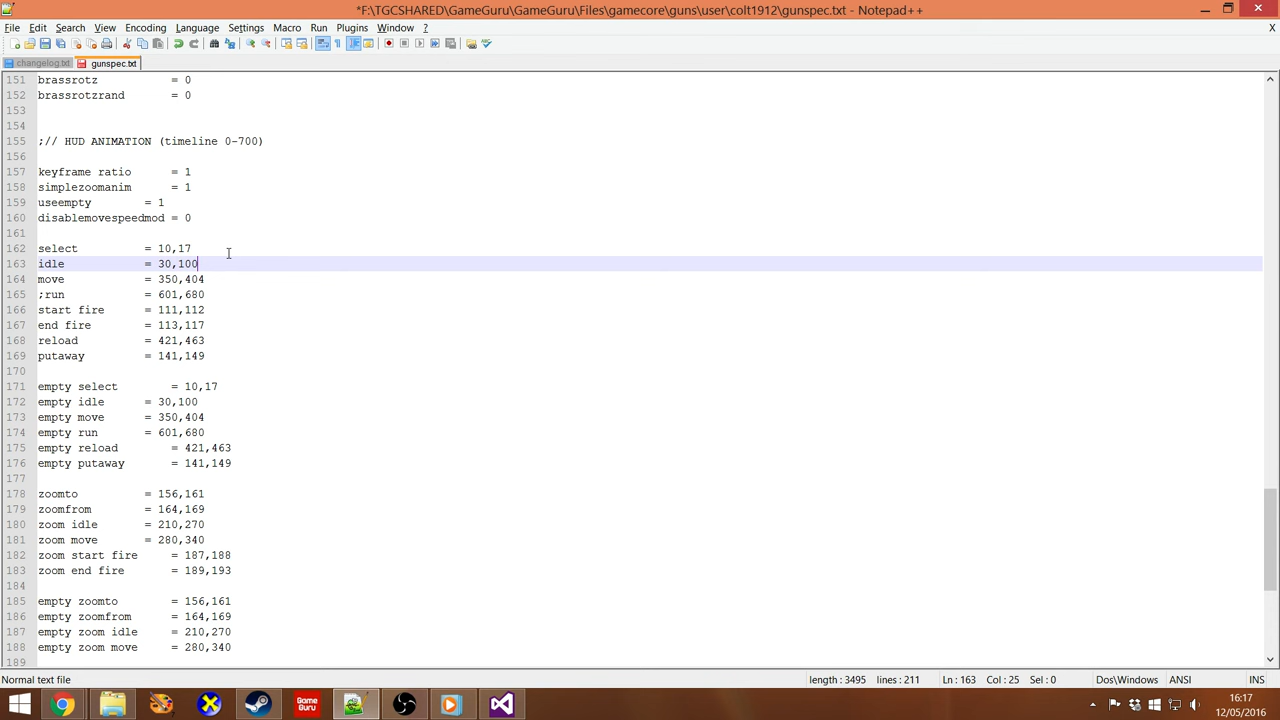 *F:\TGCSHARED\GameGuru\GameGuru\Files\gamecore\guns\user\colt1912\gunspec.txt - Notepad++
File Edit Search View Encoding Language Settings Macro Run Plugins Window ? X
changelog.txt gunspec.txt
151 brassrotz = 0
152 brassrotzrand = 0
153
154
155 ;// HUD ANIMATION (timeline 0-700)
156
157 keyframe ratio = 1
158 simplezoomanim = 1
159 useempty = 1
160 disablemovespeedmod = 0
161
162 select = 10,17
163 idle = 30,100
164 move = 350,404
165 ;run = 601,680
166 start fire = 111,112
167 end fire = 113,117
168 reload = 421,463
169 putaway = 141,149
170
171 empty select = 10,17
172 empty idle = 30,100
173 empty move = 350,404
174 empty run = 601,680
175 empty reload = 421,463
176 empty putaway = 141,149
177
178 zoomto = 156,161
179 zoomfrom = 164,169
180 zoom idle = 210,270
181 zoom move = 280,340
182 zoom start fire = 187,188
183 zoom end fire = 189,193
184
185 empty zoomto = 156,161
186 empty zoomfrom = 164,169
187 empty zoom idle = 210,270
188 empty zoom move = 280,340
189
Normal text file length : 3495 lines : 211 Ln : 163 Col : 25 Sel : 0 Dos\Windows ANSI INS
Game
Guru
16:17
12/05/2016